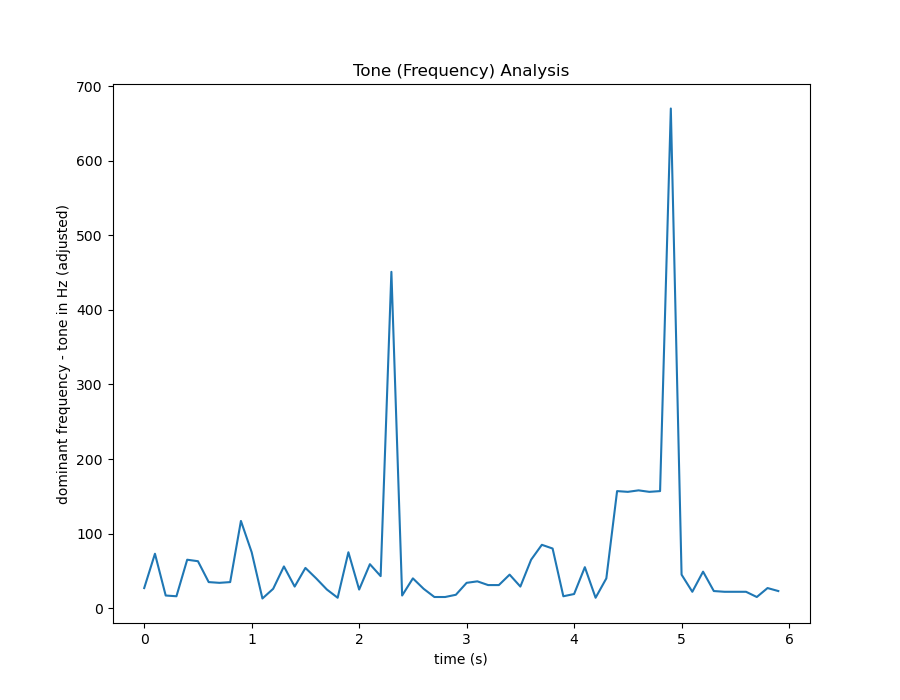 Tone (Frequency) Analysis
dominant frequency - tone in Hz (adjusted)
700
600
500
400
300
200
100
0
0 1 2 3 4 5 6
time (s)